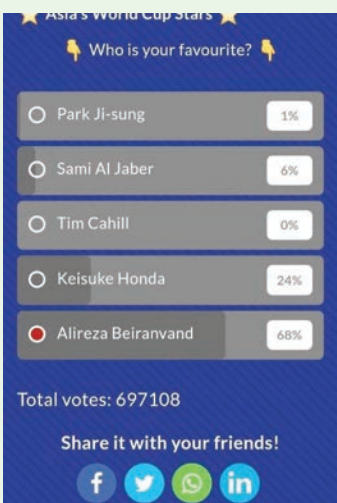 Asia's World Cup Stars
Who is your favourite?
Park Ji-sung 1%
Sami Al Jaber 6%
Tim Cahill 0%
Keisuke Honda 24%
Alireza Beiranvand 68%
Total votes: 697108
Share it with your friends!
f in